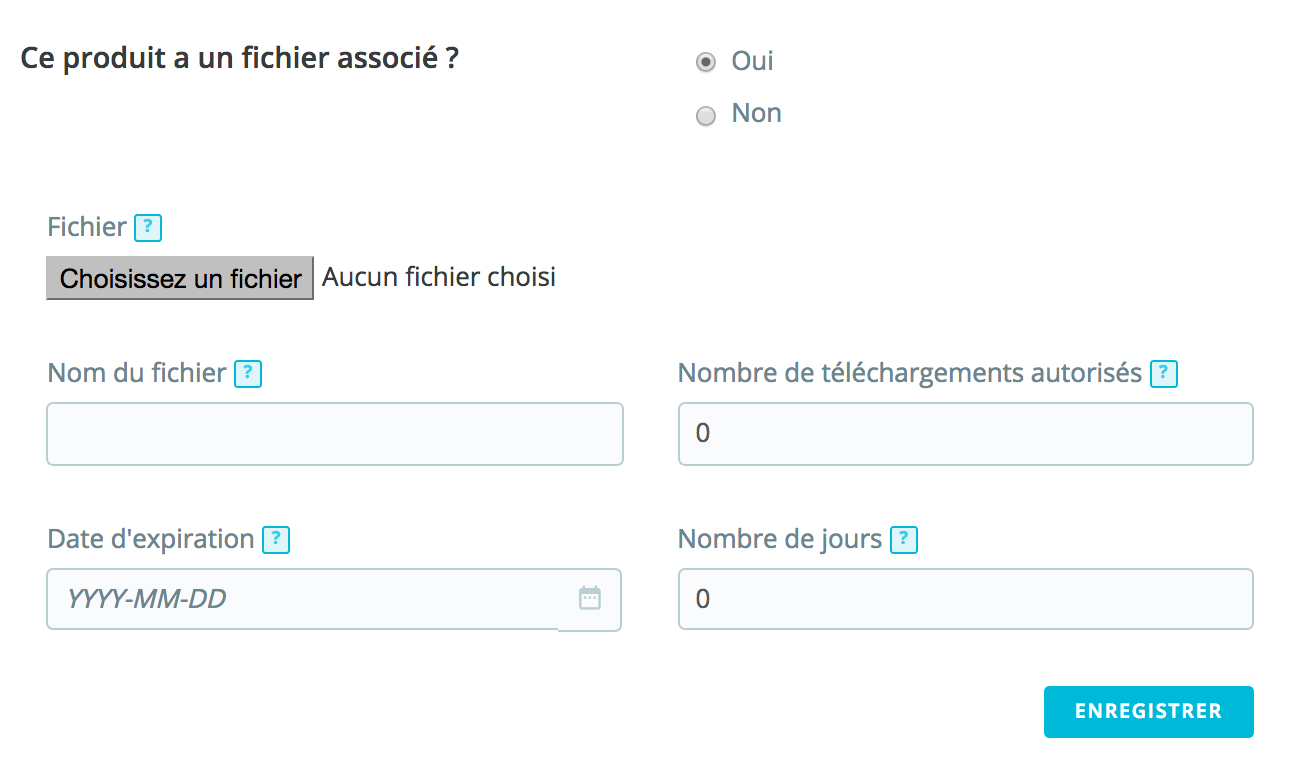 Ce produit a un fichier associé ?
Oui
Non
Fichier ?
Choisissez un fichier Aucun fichier choisi
Nom du fichier ?
Nombre de téléchargements autorisés ?
0
Date d'expiration ?
YYYY-MM-DD
Nombre de jours ?
0
ENREGISTRER